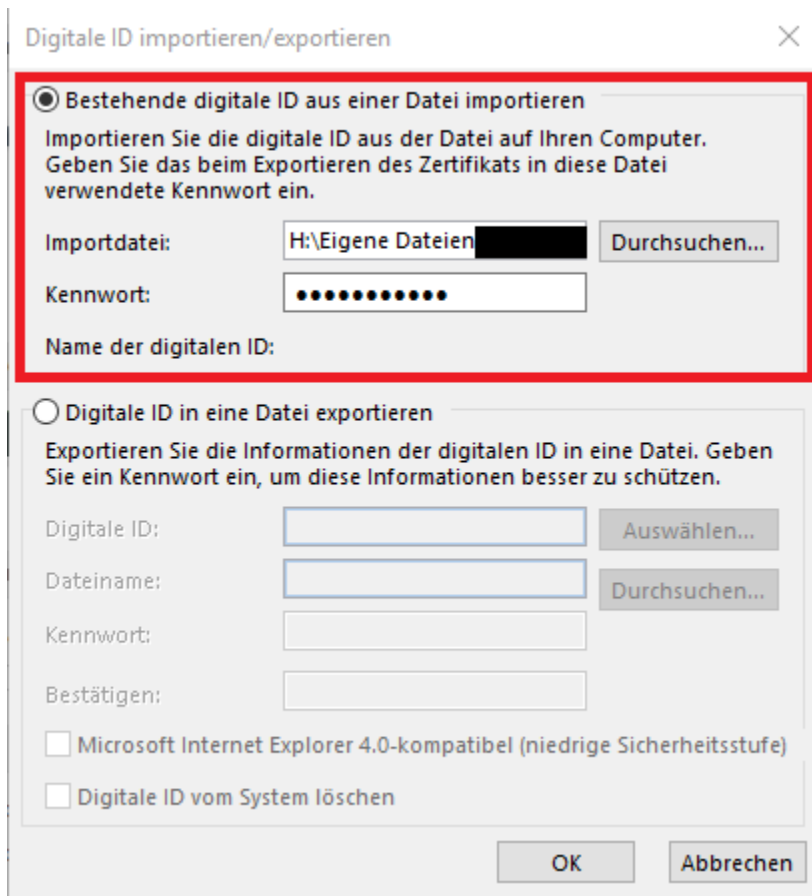 Digitale ID importieren/exportieren
Bestehende digitale ID aus einer Datei importieren
Importieren Sie die digitale ID aus der Datei auf Ihren Computer.
Geben Sie das beim Exportieren des Zertifikats in diese Datei
verwendete Kennwort ein.
Importdatei: H:\Eigene Dateien Durchsuchen...
Kennwort: ●●●●●●●●●●●
Name der digitalen ID:
Digitale ID in eine Datei exportieren
Exportieren Sie die Informationen der digitalen ID in eine Datei. Geben
Sie ein Kennwort ein, um diese Informationen besser zu schützen.
Digitale ID: Auswählen...
Dateiname: Durchsuchen...
Kennwort:
Bestätigen:
Microsoft Internet Explorer 4.0-kompatibel (niedrige Sicherheitsstufe)
Digitale ID vom System löschen
OK Abbrechen